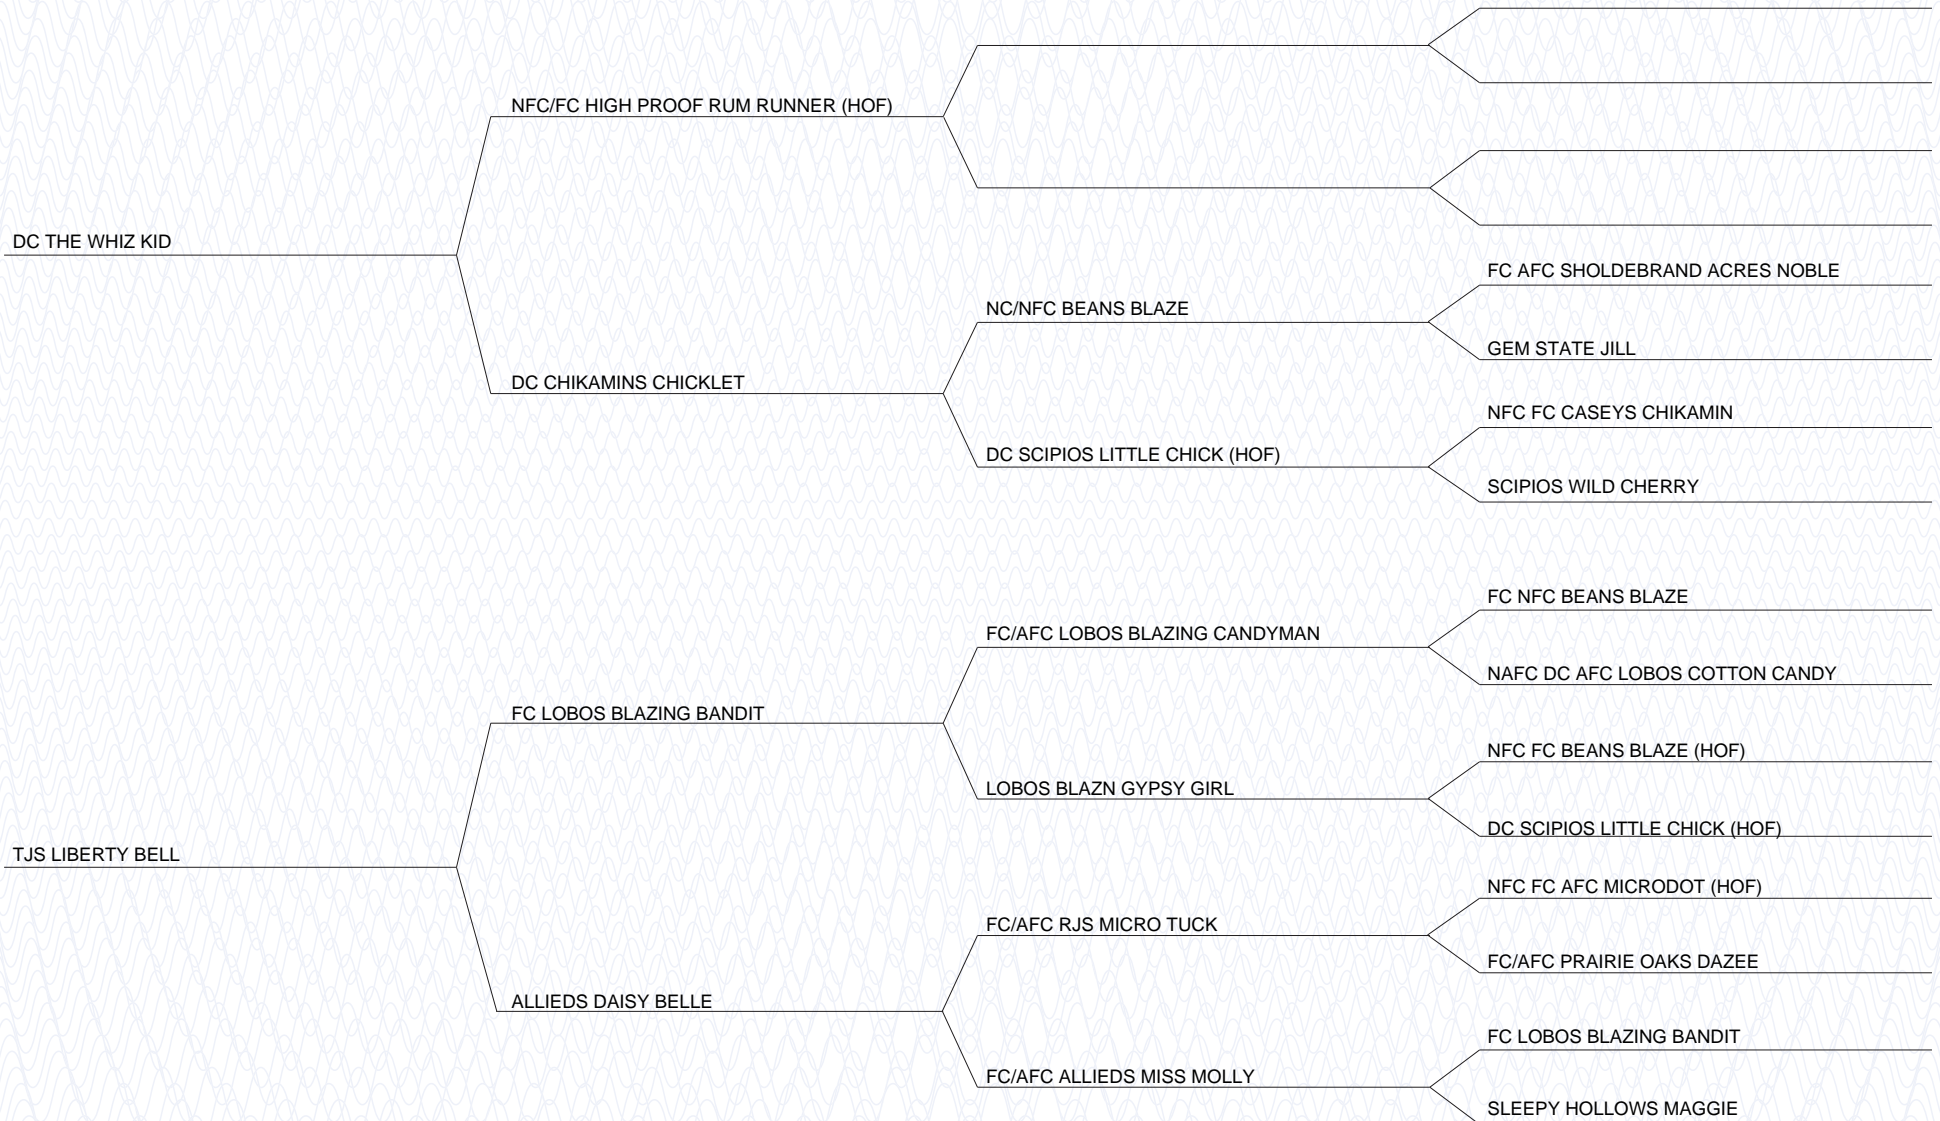 NFC/FC HIGH PROOF RUM RUNNER (HOF)
DC THE WHIZ KID
FC AFC SHOLDEBRAND ACRES NOBLE
NC/NFC BEANS BLAZE
GEM STATE JILL
DC CHIKAMINS CHICKLET
NFC FC CASEYS CHIKAMIN
DC SCIPIOS LITTLE CHICK (HOF)
SCIPIOS WILD CHERRY
FC NFC BEANS BLAZE
FC/AFC LOBOS BLAZING CANDYMAN
NAFC DC AFC LOBOS COTTON CANDY
FC LOBOS BLAZING BANDIT
NFC FC BEANS BLAZE (HOF)
LOBOS BLAZN GYPSY GIRL
DC SCIPIOS LITTLE CHICK (HOF)
TJS LIBERTY BELL
NFC FC AFC MICRODOT (HOF)
FC/AFC RJS MICRO TUCK
FC/AFC PRAIRIE OAKS DAZEE
ALLIEDS DAISY BELLE
FC LOBOS BLAZING BANDIT
FC/AFC ALLIEDS MISS MOLLY
SLEEPY HOLLOWS MAGGIE